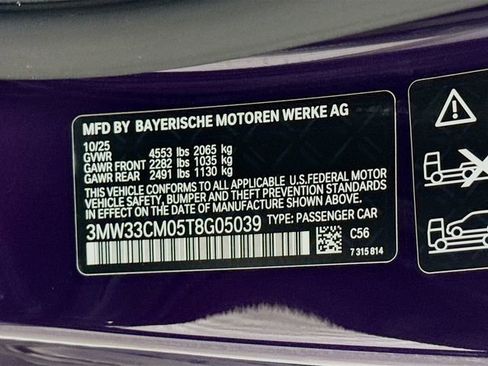 MFD BY BAYERISCHE MOTOREN WERKE AG
10/25
GVWR 4553 lbs 2065 kg
GAWR FRONT 2282 lbs 1035 kg
GAWR REAR 2491 lbs 1130 kg
THIS VEHICLE CONFORMS TO ALL APPLICABLE U.S.FEDERAL MOTOR
VEHICLE SAFETY, BUMPER AND THEFT PREVENTION STANDARDS
IN EFFECT ON THE DATE OF MANUFACTURE SHOWN ABOVE.
3MW33CM05T8G05039 TYPE: PASSENGER CAR
C56
7 315 814